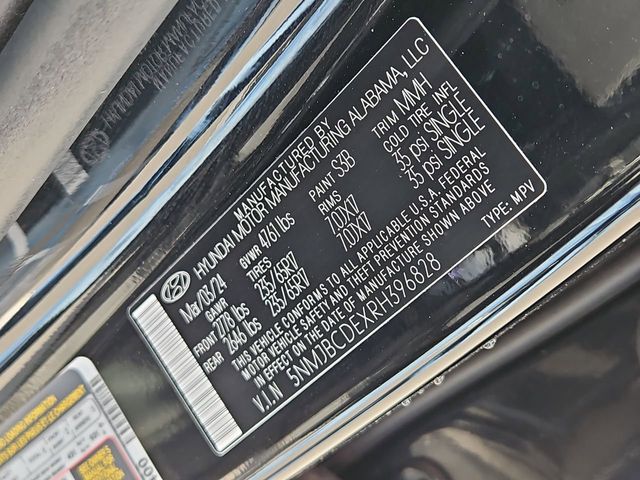 MANUFACTURED BY
HYUNDAI MOTOR MANUFACTURING ALABAMA, LLC
Mar/03/24 GVWR 4761 lbs PAINT S3B TRIM MMH
GAWR TIRES RIMS COLD TIRE INFL
FRONT 2778 lbs 235/65R17 7.0JX17 35 psi, SINGLE
REAR 2646 lbs 235/65R17 7.0JX17 35 psi, SINGLE
THIS VEHICLE CONFORMS TO ALL APPLICABLE U.S.A. FEDERAL
MOTOR VEHICLE SAFETY AND THEFT PREVENTION STANDARDS
IN EFFECT ON THE DATE OF MANUFACTURE SHOWN ABOVE
V.I.N 5NMJBCDEXRH396828 TYPE: MPV